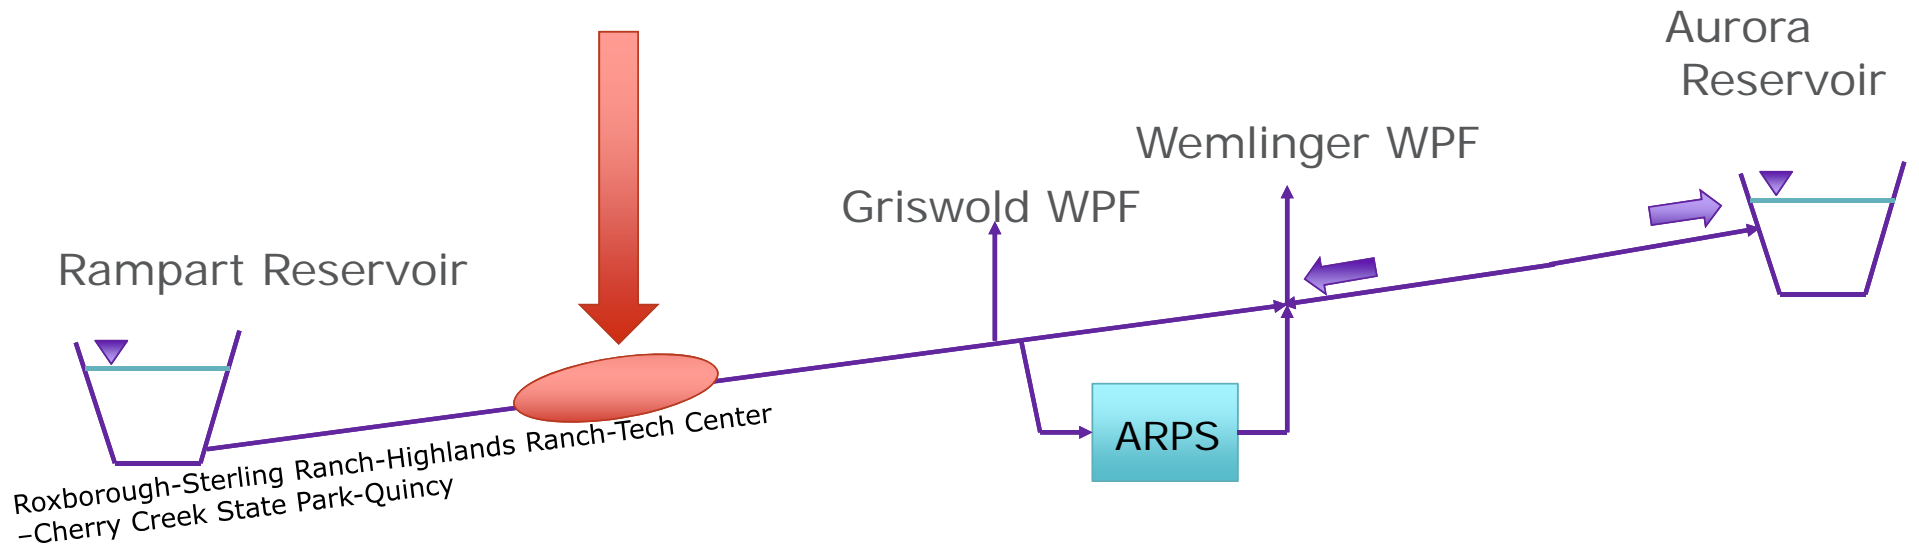 Aurora
Reservoir
Wemlinger WPF
Griswold WPF
Rampart Reservoir
ARPS
Roxborough-Sterling Ranch-Highlands Ranch-Tech Center
–Cherry Creek State Park-Quincy